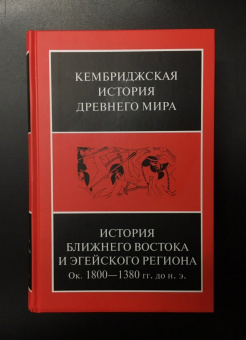 КЕМБРИДЖСКАЯ
ИСТОРИЯ
ДРЕВНЕГО МИРА
ИСТОРИЯ
БЛИЖНЕГО ВОСТОКА
И ЭГЕЙСКОГО РЕГИОНА
Ок. 1800—1380 гг. до н. э.